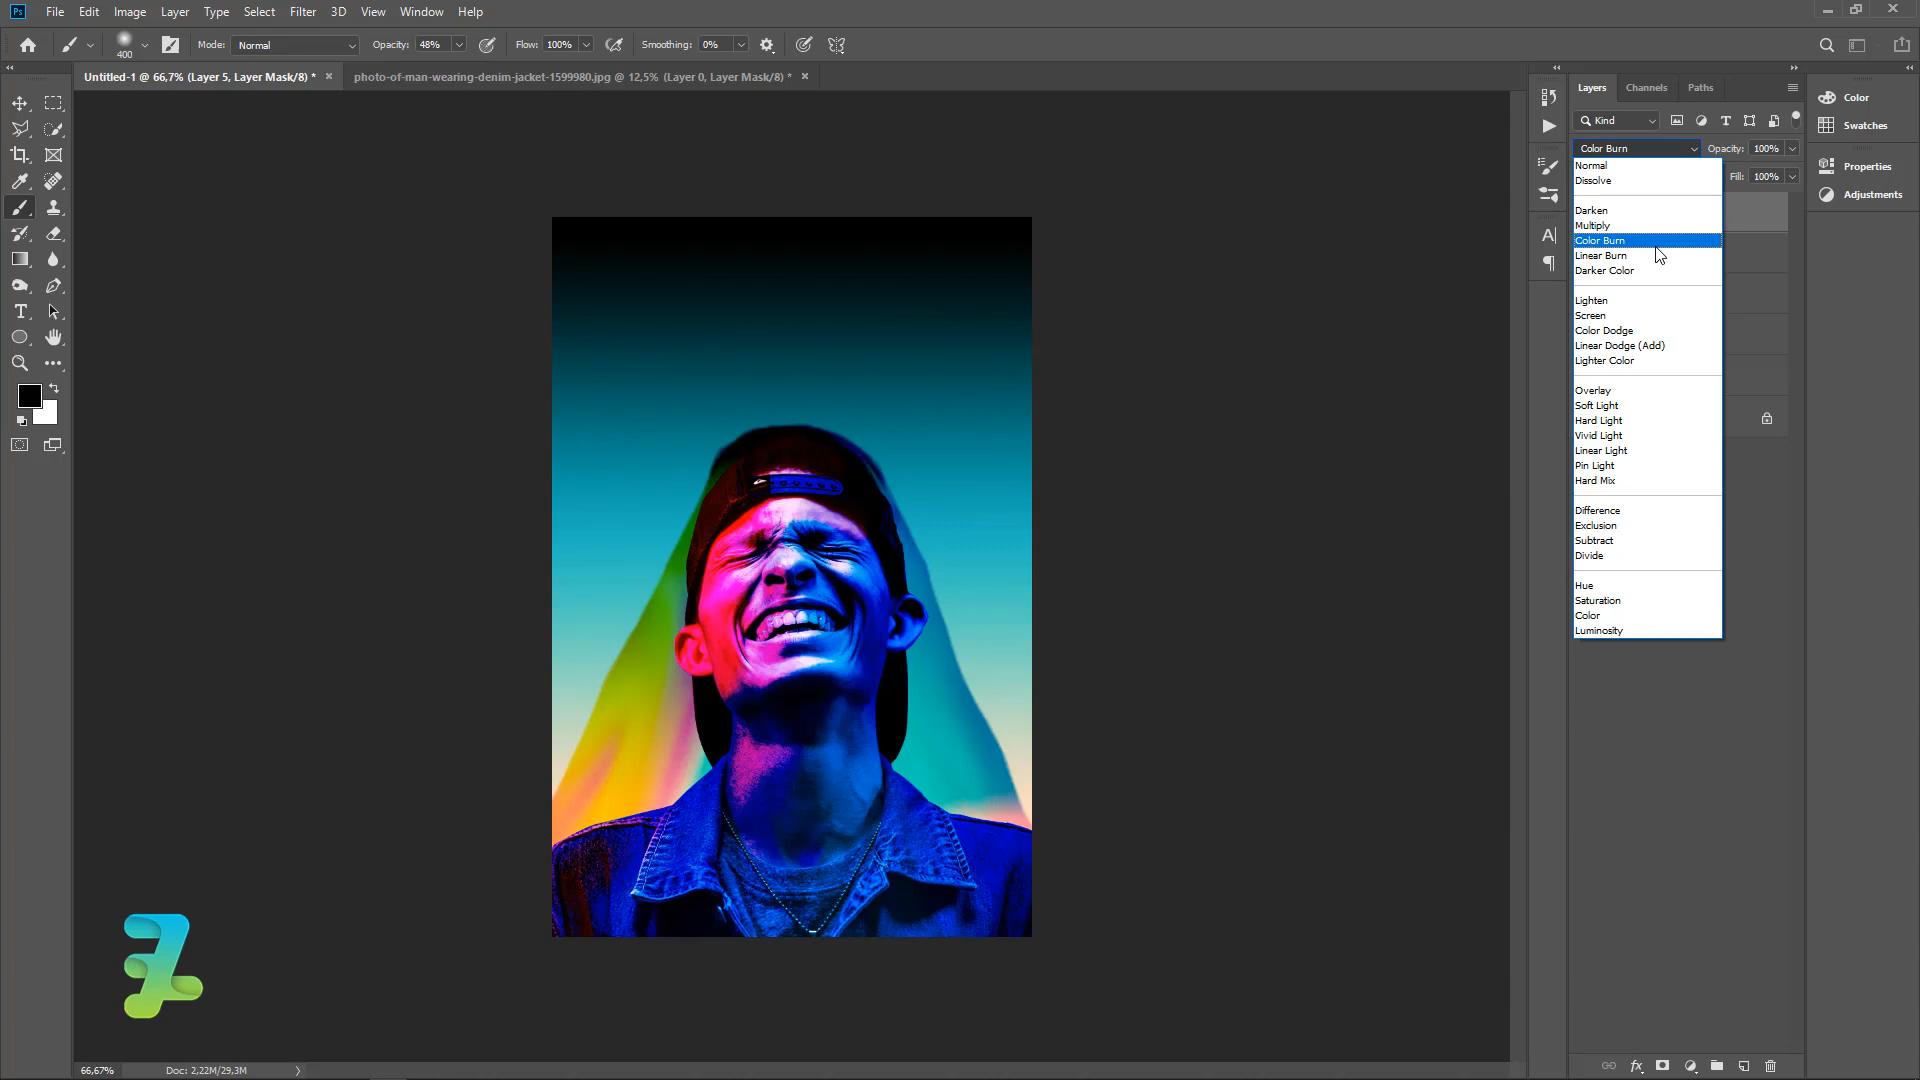 Ps File Edit Image Layer Type Select Filter 3D View Window Help
400 Mode: Normal Opacity: 48% Flow: 100% Smoothing: 0%
Untitled-1 @ 66,7% (Layer 5, Layer Mask/8) * photo-of-man-wearing-denim-jacket-1599980.jpg @ 12,5% (Layer 0, Layer Mask/8) *
Layers Channels Paths
Color
Kind
Swatches
Color Burn Opacity: 100%
Normal
Properties
Fill: 100%
Dissolve
Adjustments
Darken
Multiply
Color Burn
Linear Burn
Darker Color
Lighten
Screen
Color Dodge
Linear Dodge (Add)
Lighter Color
Overlay
Soft Light
Hard Light
Vivid Light
Linear Light
Pin Light
Hard Mix
Difference
Exclusion
Subtract
Divide
Hue
Saturation
Color
Luminosity
66,67% Doc: 2,22M/29,3M